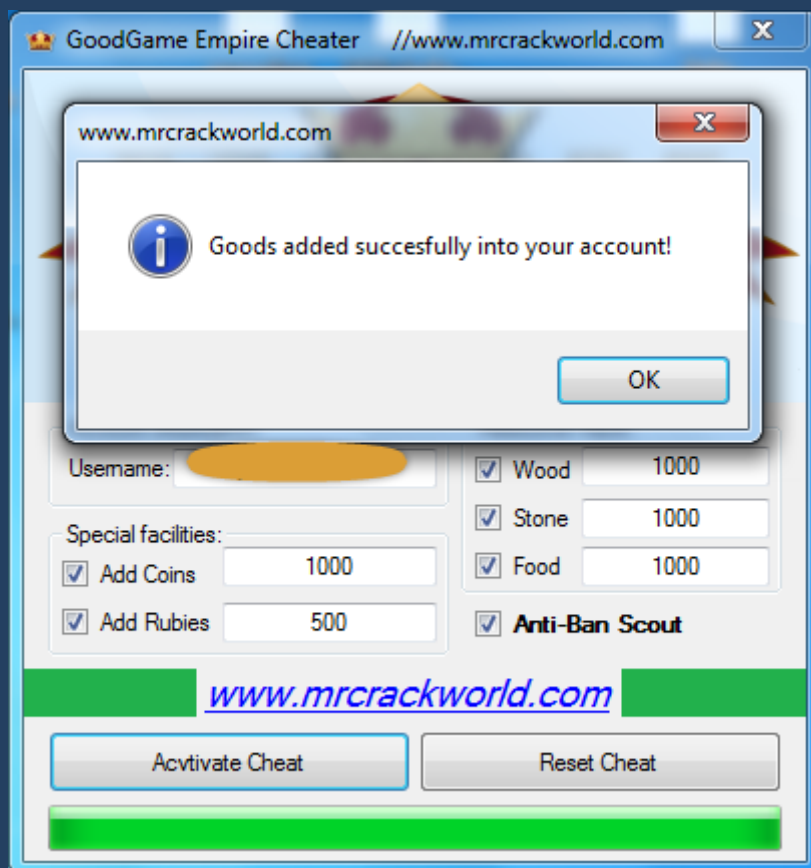 GoodGame Empire Cheater //www.mrcrackworld.com
www.mrcrackworld.com
Goods added succesfully into your account!
OK
Username:
Special facilities:
Add Coins 1000
Add Rubies 500
Wood 1000
Stone 1000
Food 1000
Anti-Ban Scout
www.mrcrackworld.com
Acvtivate Cheat
Reset Cheat